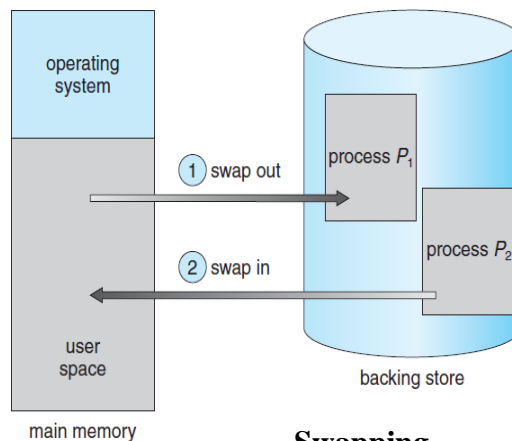 operating
system
process P1
1 swap out
process P2
2 swap in
user
space
backing store
main memory
Swapping